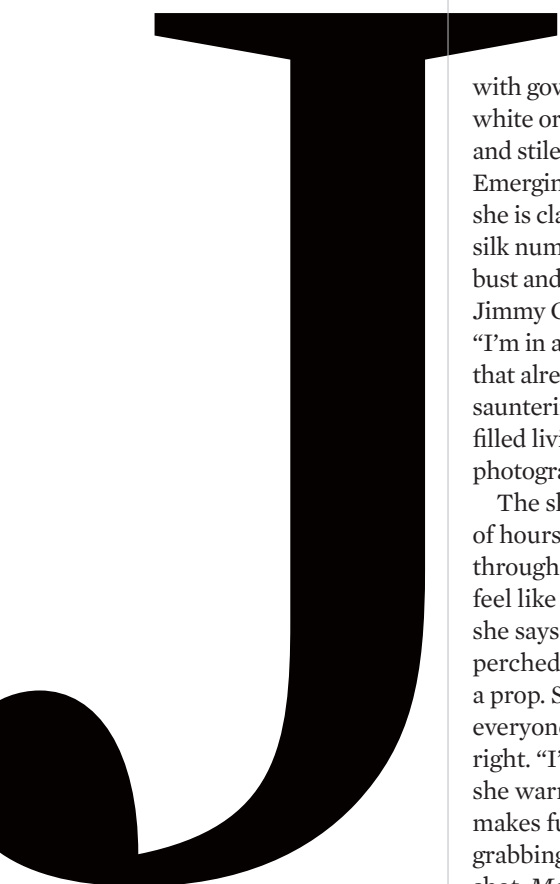 J
with gov
white or
and stile
Emergin
she is cla
silk num
bust and
Jimmy C
“I’m in a
that alre
saunteri
filled livi
photogra
The sl
of hours
through
feel like
she says
perched
a prop. S
everyone
right. “I’
she warn
makes fu
grabbing